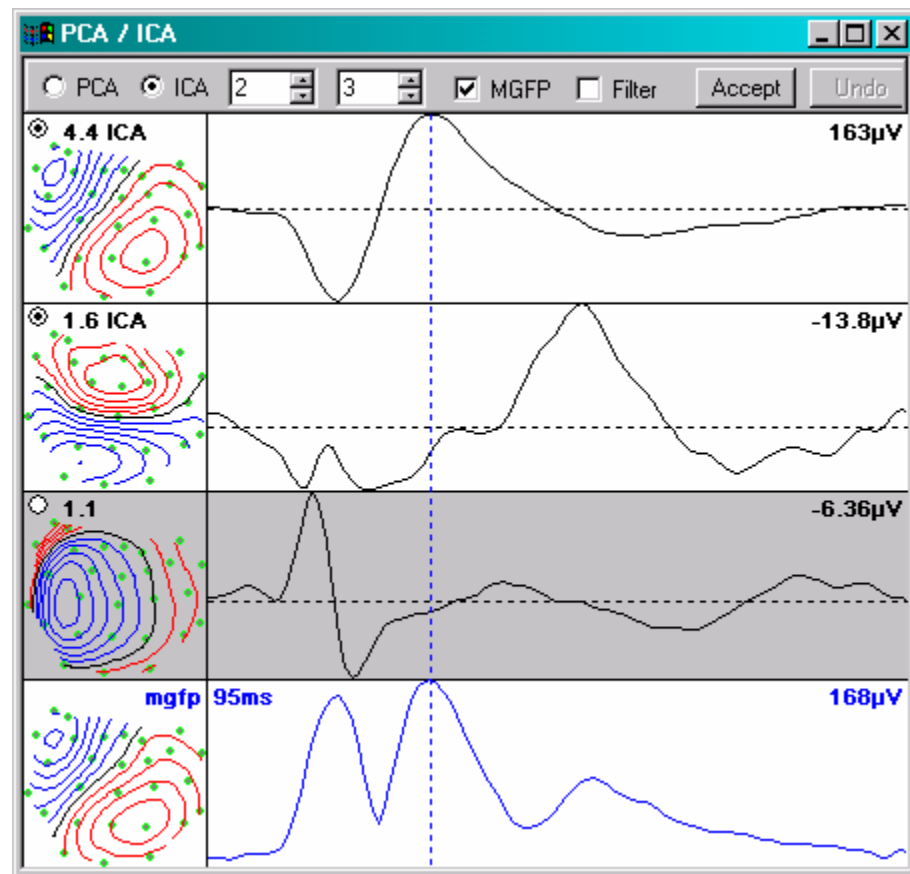 PCA / ICA
PCA ICA 2 3 MGFP Filter Accept Undo
4.4 ICA 163µV
1.6 ICA -13.8µV
1.1 -6.36µV
mgfp 95ms 168µV